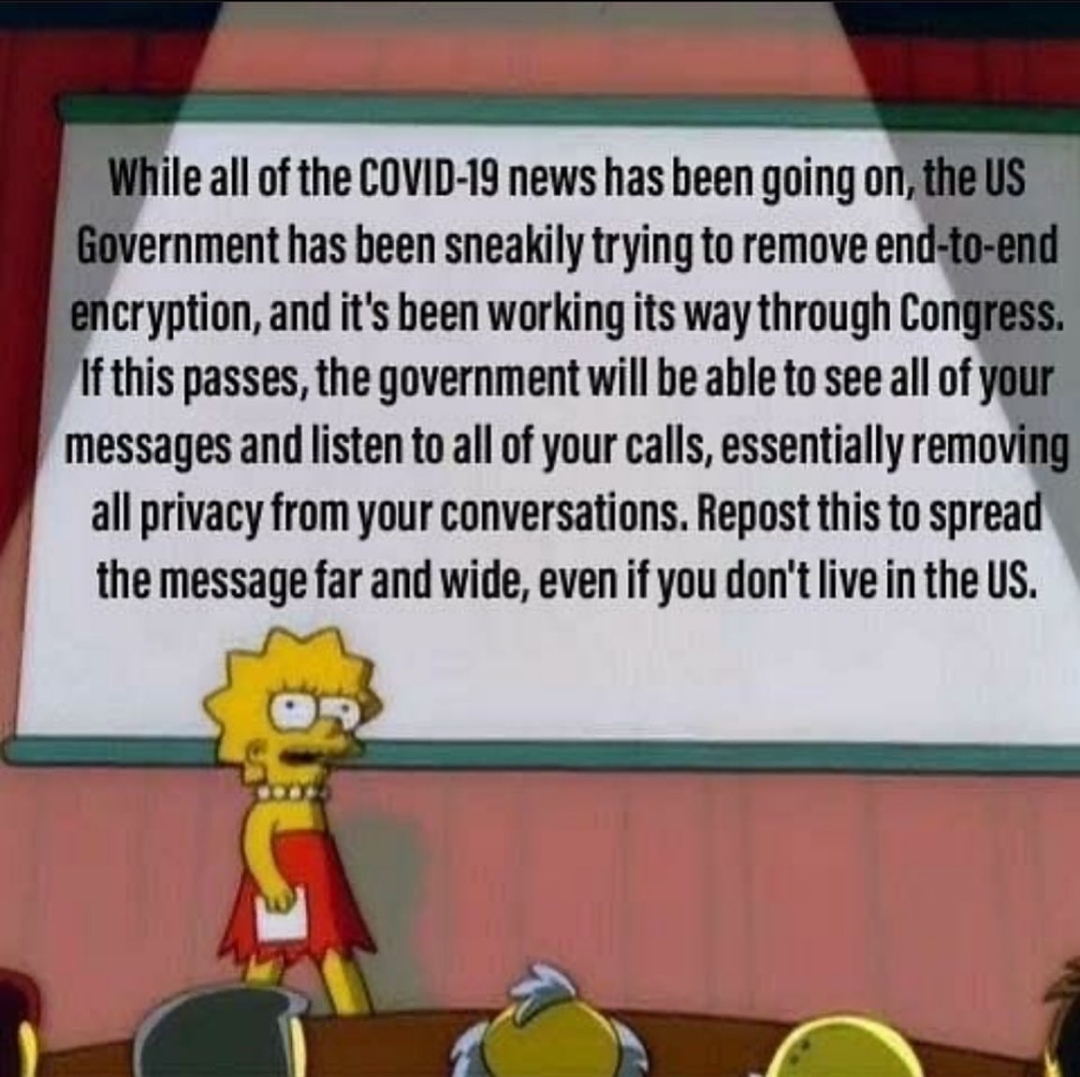 While all of the COVID-19 news has been going on, the US
Government has been sneakily trying to remove end-to-end
encryption, and it's been working its way through Congress.
If this passes, the government will be able to see all of your
messages and listen to all of your calls, essentially removing
all privacy from your conversations. Repost this to spread
the message far and wide, even if you don't live in the US.